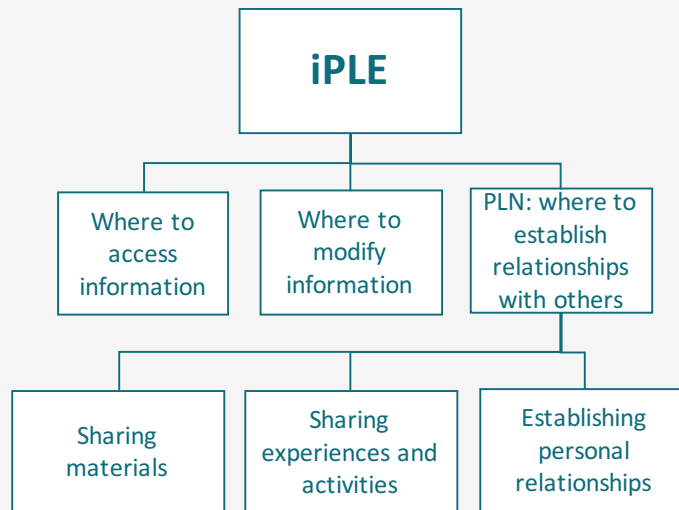 iPLE
Where to
access
information
Where to
modify
information
PLN: where to
establish
relationships
with others
Sharing
materials
Sharing
experiences and
activities
Establishing
personal
relationships